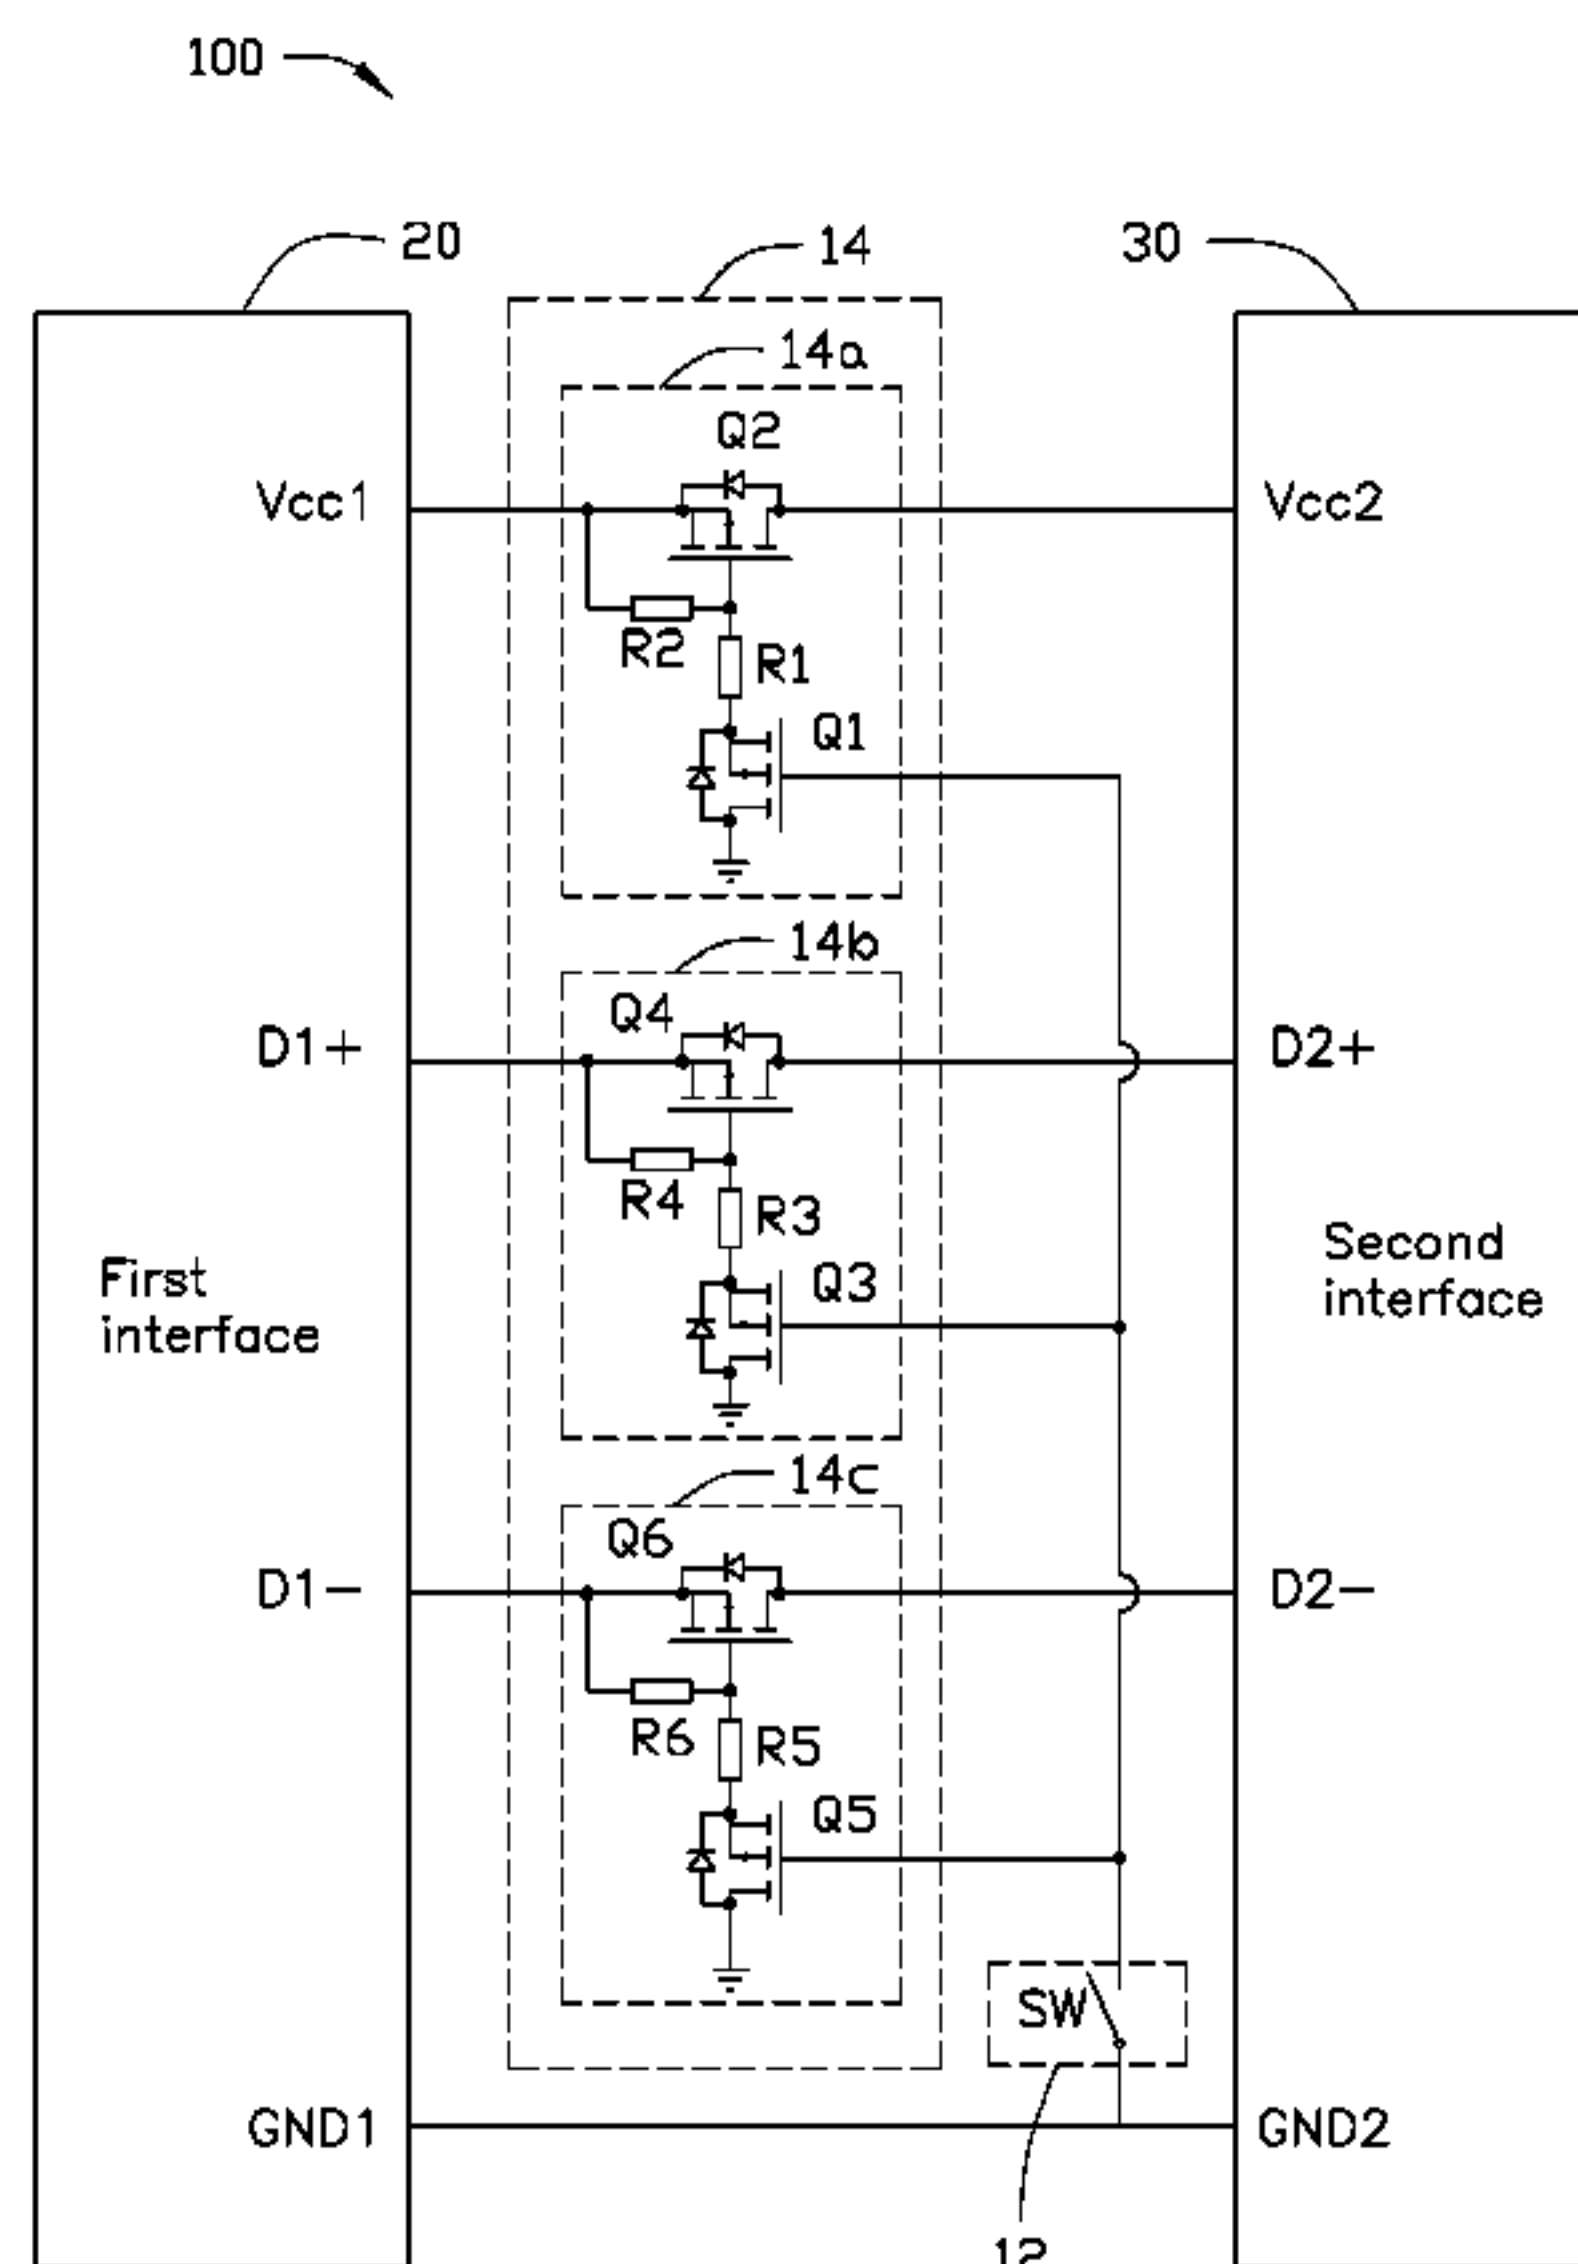 100
20
14
30
14a
Q2
Vcc1
Vcc2
R2
R1
Q1
14b
Q4
D1+
D2+
R4
R3
First
interface
Second
interface
Q3
14c
Q6
D1-
D2-
R6
R5
Q5
SW
GND1
GND2
12